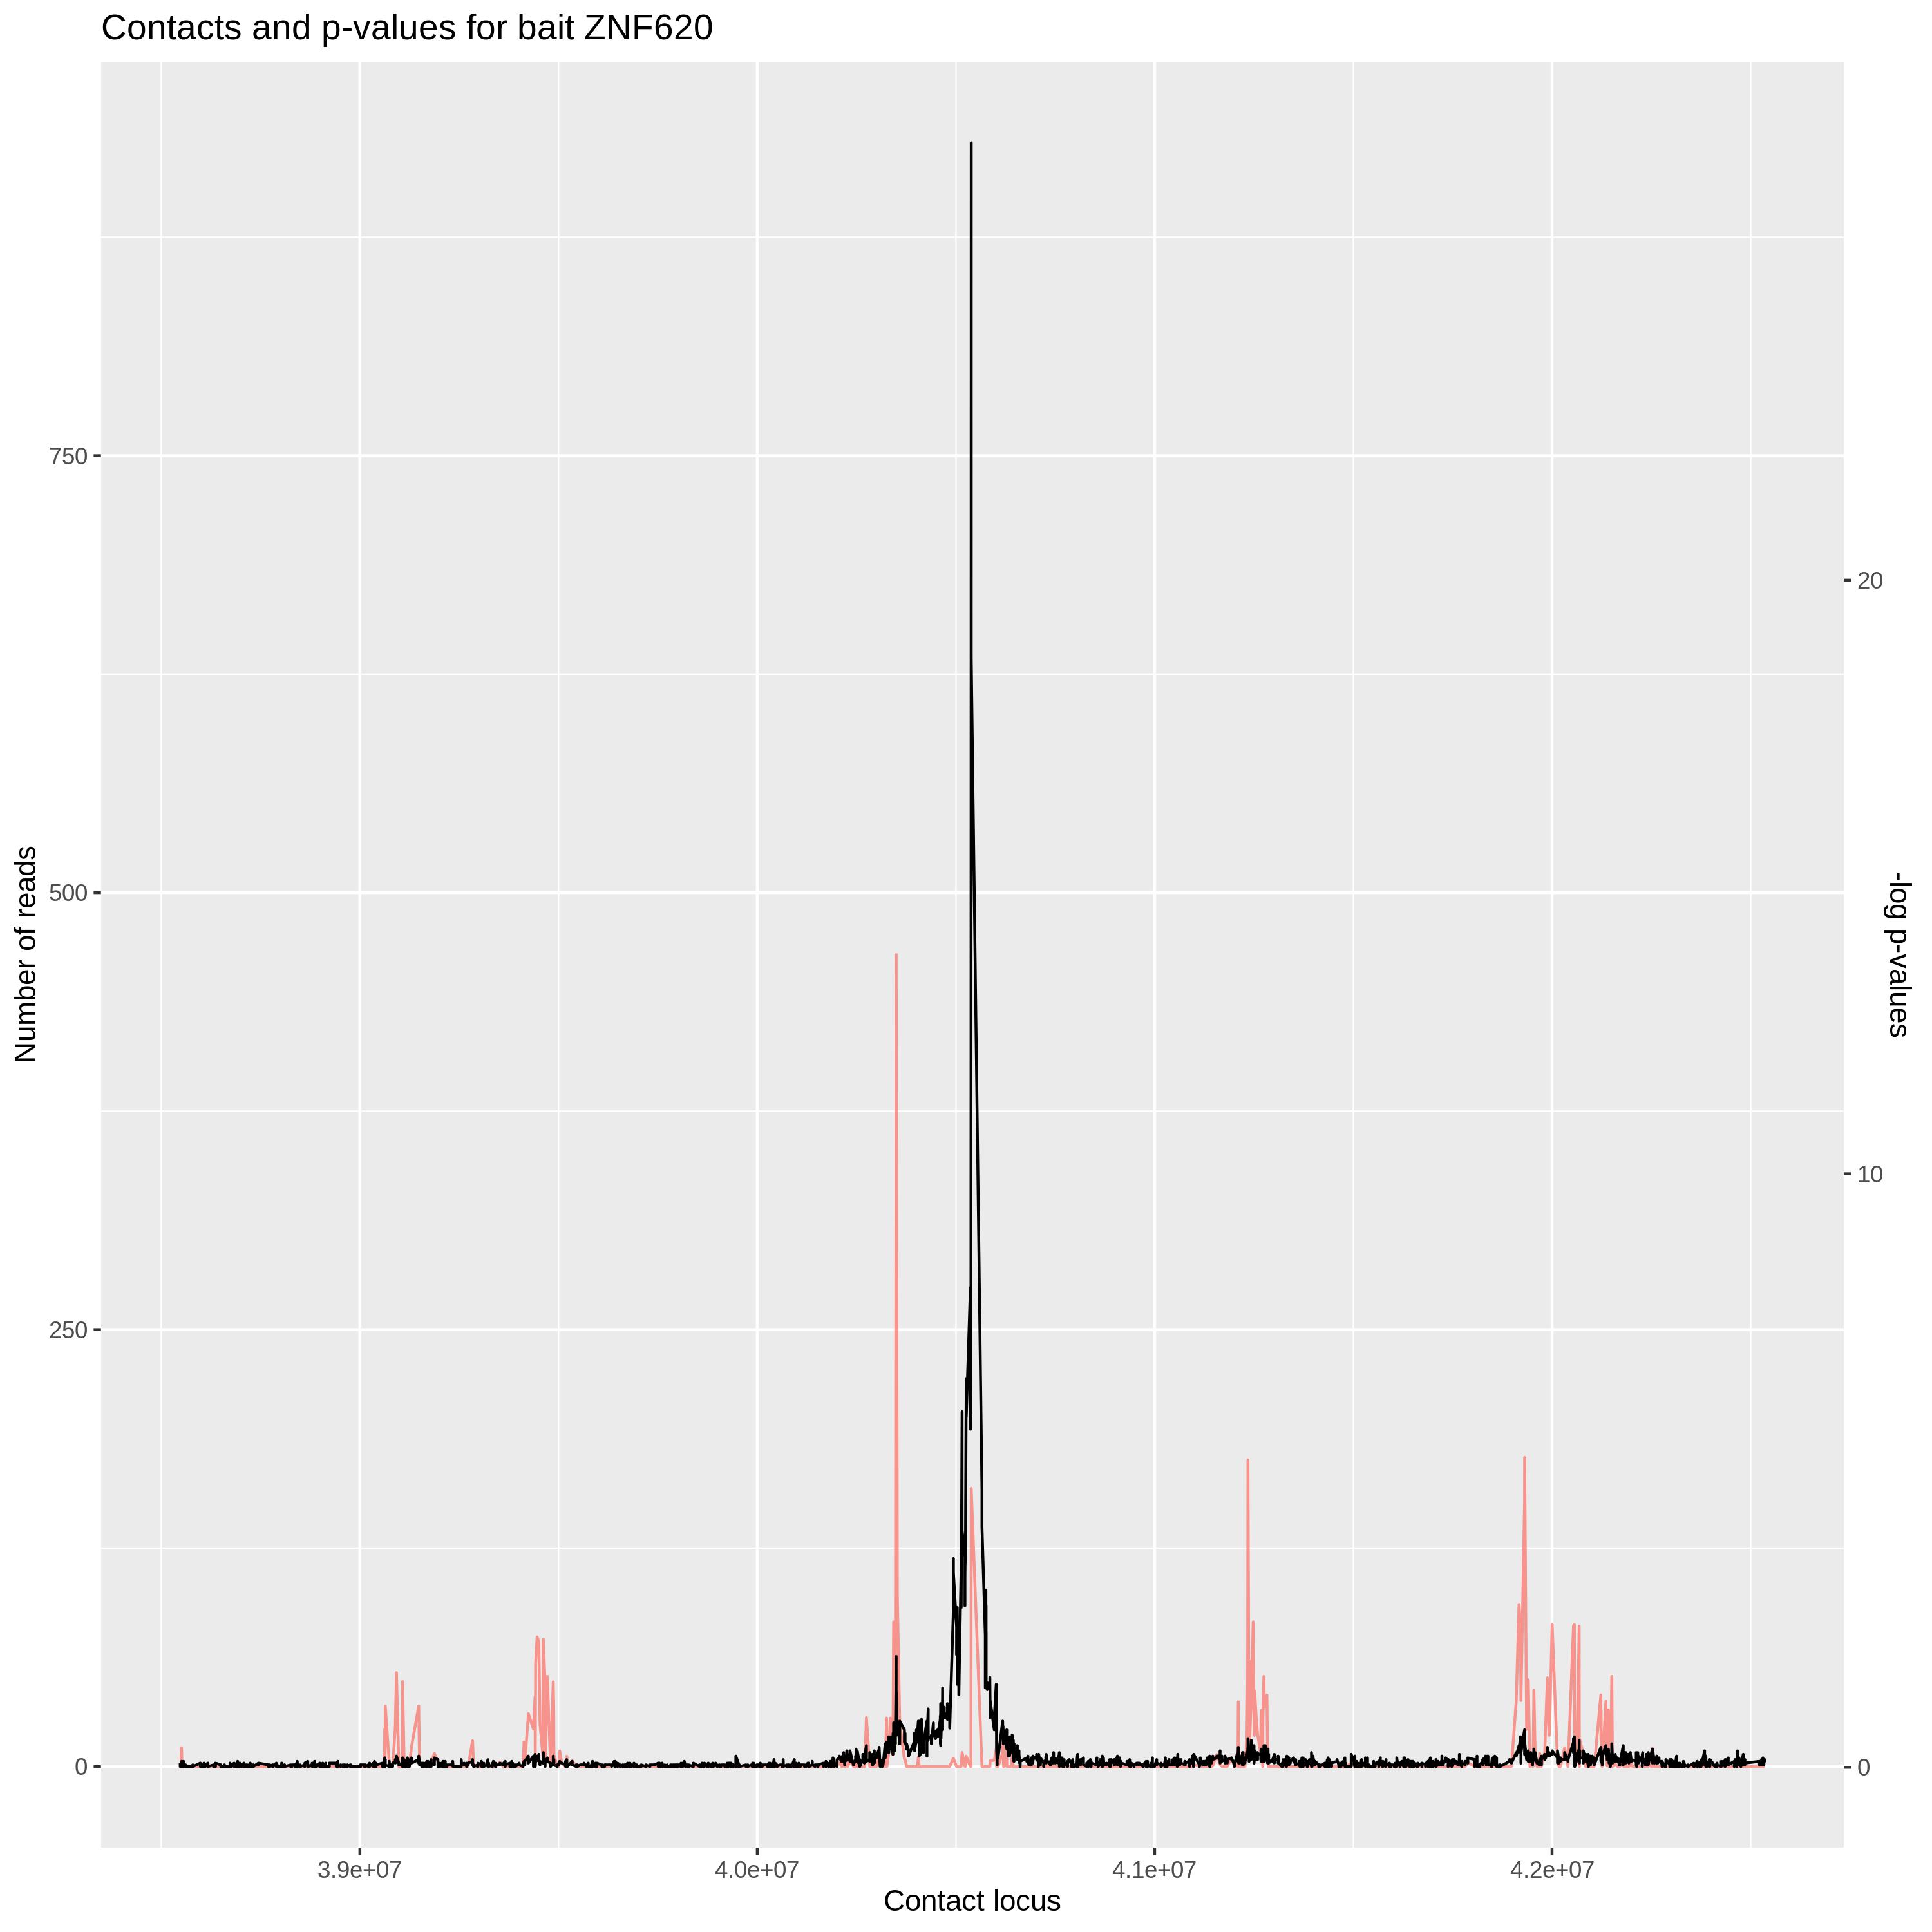 Contacts and p-values for bait ZNF620
750
500
250
0
Number of reads
20
10
0
-log p-values
3.9e+07
4.0e+07
4.1e+07
4.2e+07
Contact locus